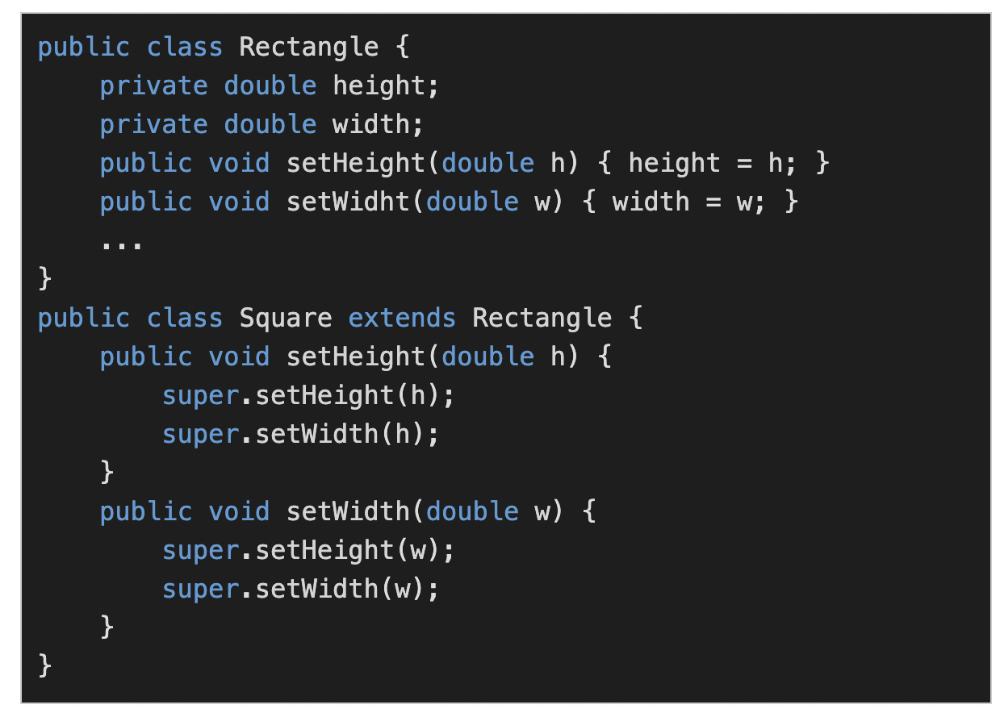 public class Rectangle {
    private double height;
    private double width;
    public void setHeight(double h) { height = h; }
    public void setWidht(double w) { width = w; }
    ...
}
public class Square extends Rectangle {
    public void setHeight(double h) {
        super.setHeight(h);
        super.setWidth(h);
    }
    public void setWidth(double w) {
        super.setHeight(w);
        super.setWidth(w);
    }
}